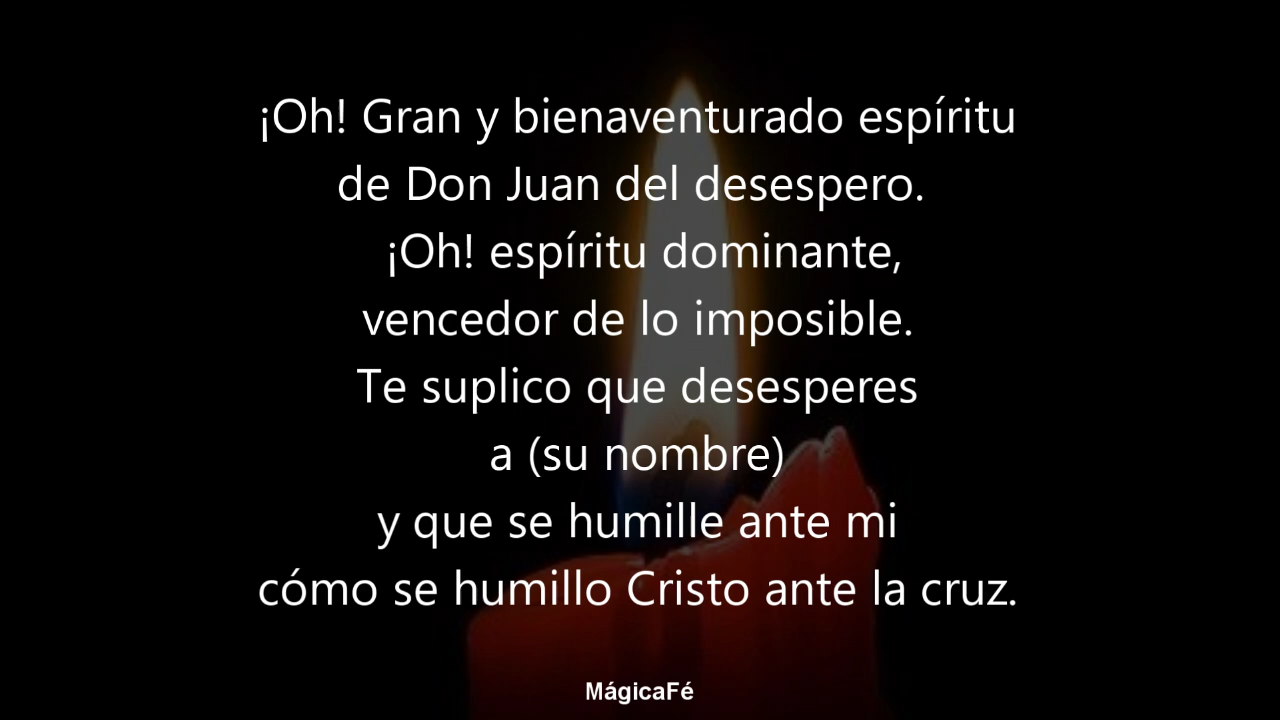 ¡Oh! Gran y bienaventurado espíritu
de Don Juan del desespero.
¡Oh! espíritu dominante,
vencedor de lo imposible.
Te suplico que desesperes
a (su nombre)
y que se humille ante mi
cómo se humillo Cristo ante la cruz.
MágicaFé